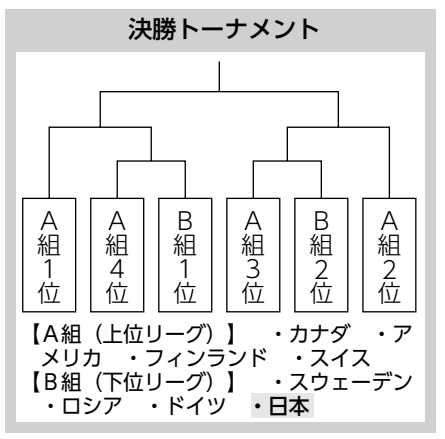 決勝トーナメント
A組1位
A組4位
B組1位
A組3位
B組2位
A組2位
【A組（上位リーグ）】　・カナダ　・ア
メリカ　・フィンランド　・スイス
【B組（下位リーグ）】　・スウェーデン
・ロシア　・ドイツ　・日本